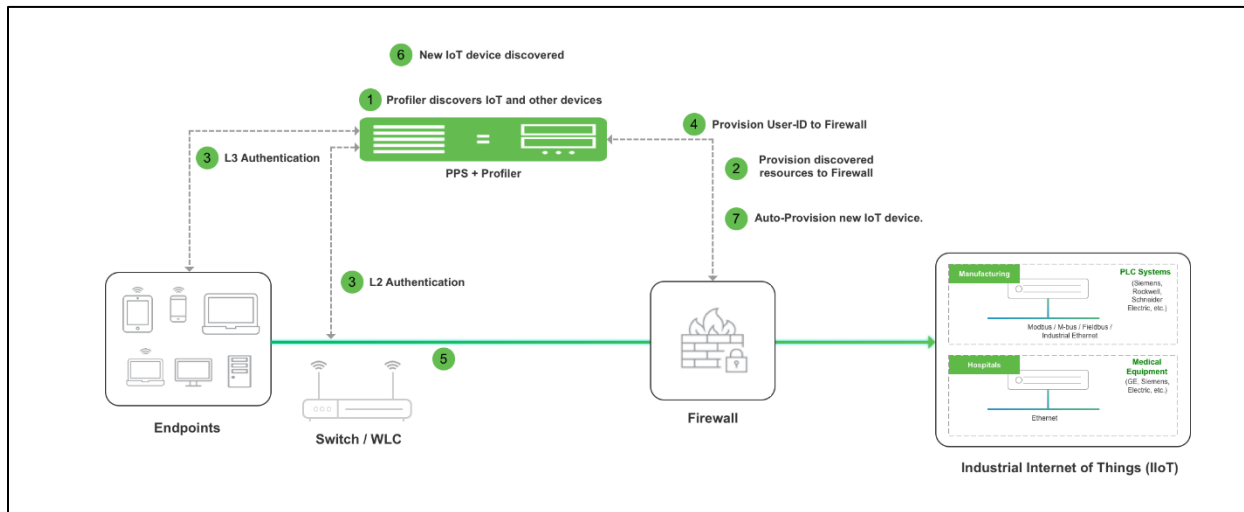 6 New IoT device discovered
1 Profiler discovers IoT and other devices
4 Provision User-ID to Firewall
3 L3 Authentication
PPS + Profiler
2 Provision discovered
resources to Firewall
7 Auto-Provision new IoT device.
3 L2 Authentication
5
Endpoints
Switch / WLC
Firewall
Manufacturing
PLC Systems
(Siemens,
Rockwell,
Schneider
Electric, etc.)
Modbus / M-bus / Fieldbus /
Industrial Ethernet
Hospitals
Medical
Equipment
(GE, Siemens,
Electric, etc.)
Ethernet
Industrial Internet of Things (IIoT)